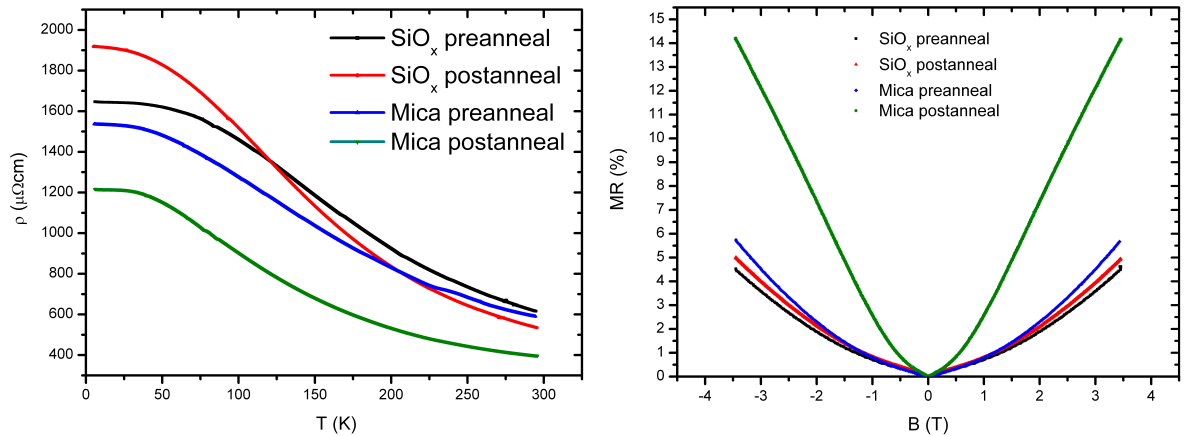 2000
1800
1600
1400
1200
1000
800
600
400
ρ (μΩcm)
0 50 100 150 200 250 300
T (K)
SiOx preanneal
SiOx postanneal
Mica preanneal
Mica postanneal
15
14
13
12
11
10
9
8
7
6
5
4
3
2
1
0
MR (%)
-4 -3 -2 -1 0 1 2 3 4
B (T)
SiOx preanneal
SiOx postanneal
Mica preanneal
Mica postanneal